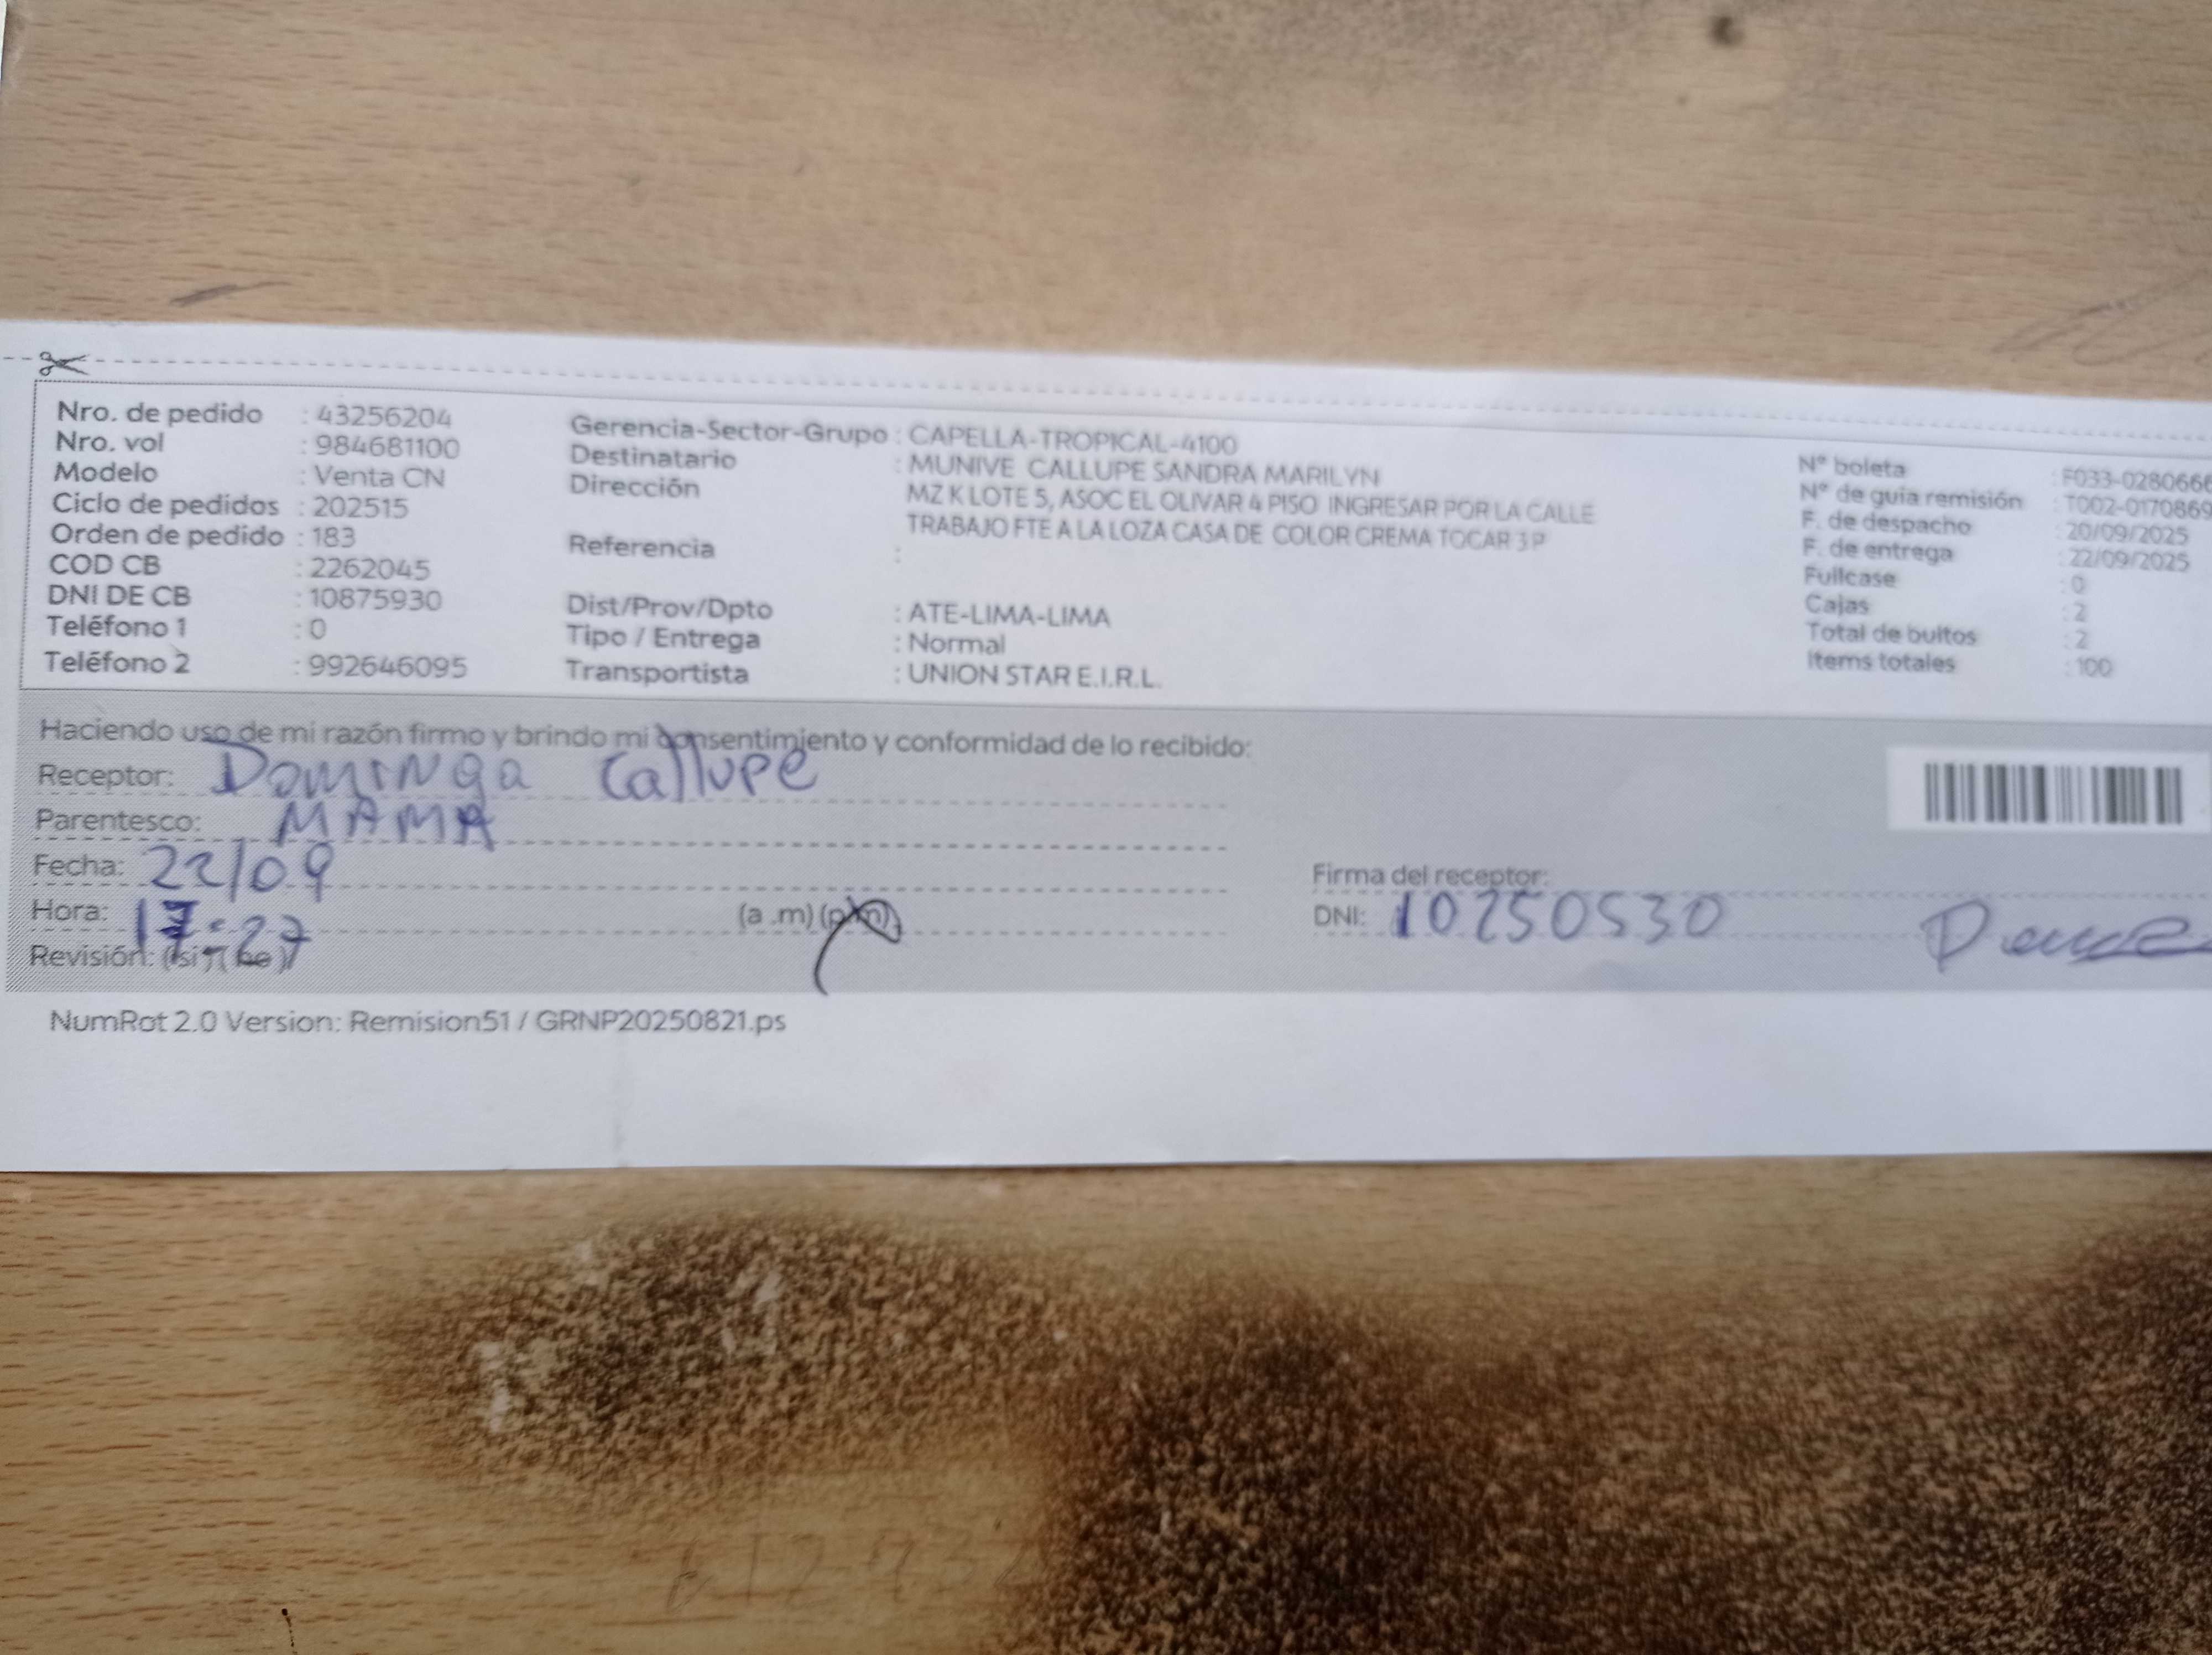 Nro. de pedido : 43256204
Nro. vol : 984681100
Modelo : Venta CN
Ciclo de pedidos : 202515
Orden de pedido : 183
COD CB : 2262045
DNI DE CB : 10875930
Teléfono 1 : 0
Teléfono 2 : 992646095
Gerencia-Sector-Grupo : CAPELLA-TROPICAL-4100
Destinatario : MUNIVE CALLUPE SANDRA MARILYN
Dirección MZ K LOTE 5, ASOC EL OLIVAR 4 PISO INGRESAR POR LA CALLE
TRABAJO FTE A LA LOZA CASA DE COLOR CREMA TOCAR 3P
Referencia :
Dist/Prov/Dpto : ATE-LIMA-LIMA
Tipo / Entrega : Normal
Transportista : UNION STAR E.I.R.L.
N° boleta : F033-0280666
N° de guia remisión : T002-0170869
F. de despacho : 20/09/2025
F. de entrega : 22/09/2025
Fullcase : 0
Cajas : 2
Total de bultos : 2
Items totales : 100
Haciendo uso de mi razón firmo y brindo mi consentimiento y conformidad de lo recibido:
Receptor: Dominga Callupe
Parentesco: MAMA
Fecha: 22/09
Hora: 17:27 (a .m) (p.m)
Revisión: (si) (no)
Firma del receptor:
DNI: 10250530
NumRot 2.0 Version: Remision51 / GRNP20250821.ps